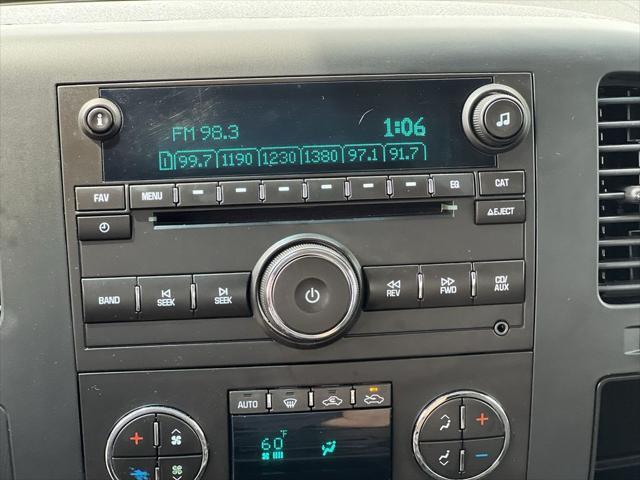 i
FM 98.3 1:06
1 99.7 1190 1230 1380 97.1 91.7
FAV MENU EQ CAT
EJECT
BAND SEEK SEEK REV FWD CD/AUX
AUTO
60°F